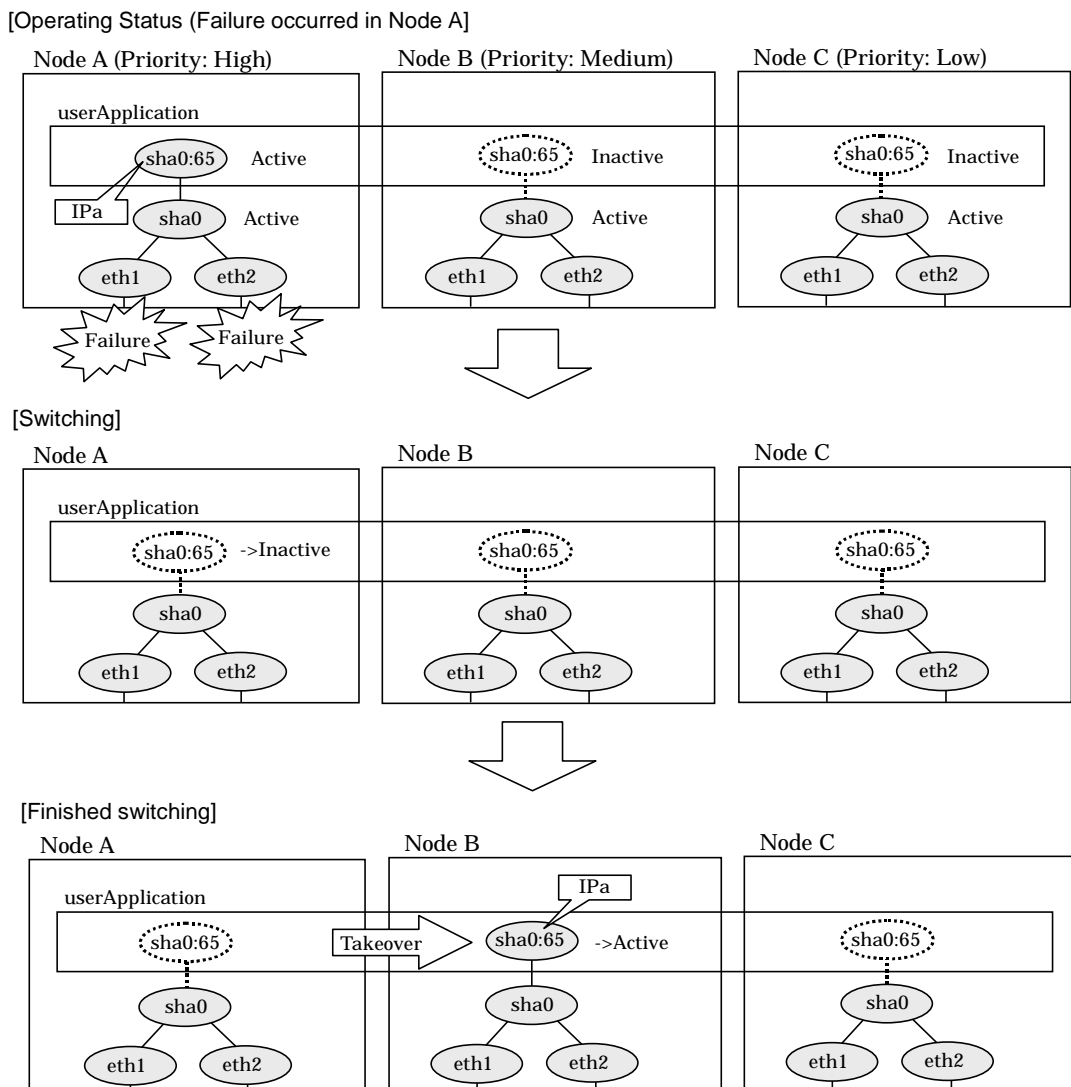 [Operating Status (Failure occurred in Node A]
Node A (Priority: High)
Node B (Priority: Medium)
Node C (Priority: Low)
userApplication
sha0:65
Active
sha0:65
Inactive
sha0:65
Inactive
IPa
sha0
Active
sha0
Active
sha0
Active
eth1
eth2
eth1
eth2
eth1
eth2
Failure
Failure
[Switching]
Node A
Node B
Node C
userApplication
sha0:65
->Inactive
sha0:65
sha0:65
sha0
sha0
sha0
eth1
eth2
eth1
eth2
eth1
eth2
[Finished switching]
Node A
Node B
Node C
IPa
userApplication
sha0:65
Takeover
sha0:65
->Active
sha0:65
sha0
sha0
sha0
eth1
eth2
eth1
eth2
eth1
eth2